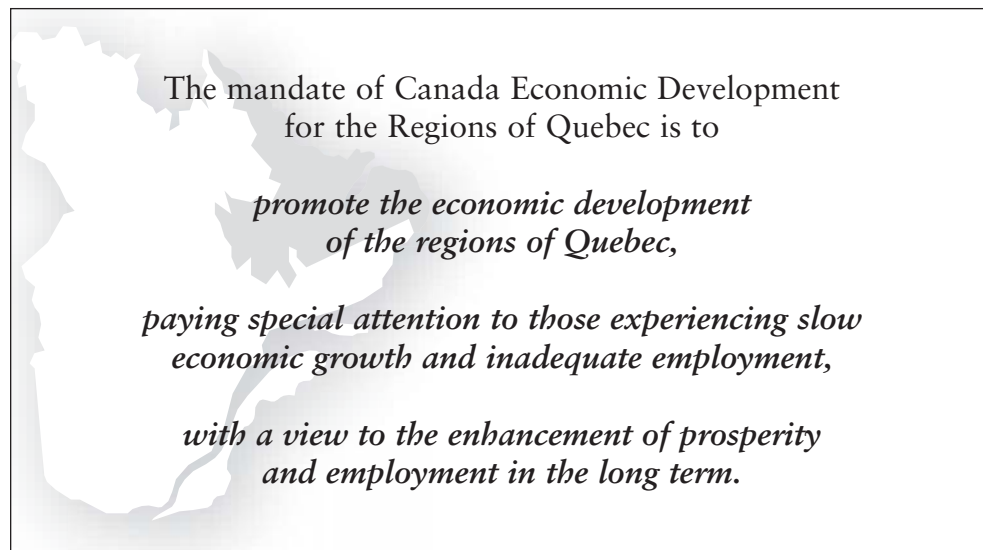 The mandate of Canada Economic Development
for the Regions of Quebec is to
promote the economic development
of the regions of Quebec,
paying special attention to those experiencing slow
economic growth and inadequate employment,
with a view to the enhancement of prosperity
and employment in the long term.